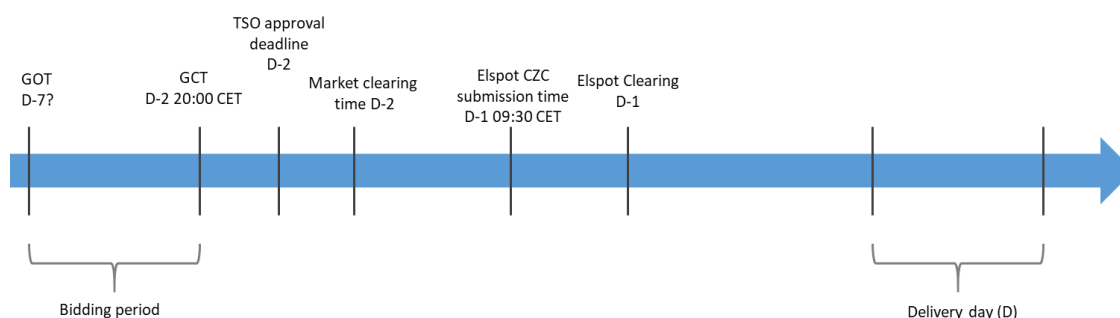 GOT
D-7?
GCT
D-2 20:00 CET
TSO approval
deadline
D-2
Market clearing
time D-2
Elspot CZC
submission time
D-1 09:30 CET
Elspot Clearing
D-1
Bidding period
Delivery day (D)